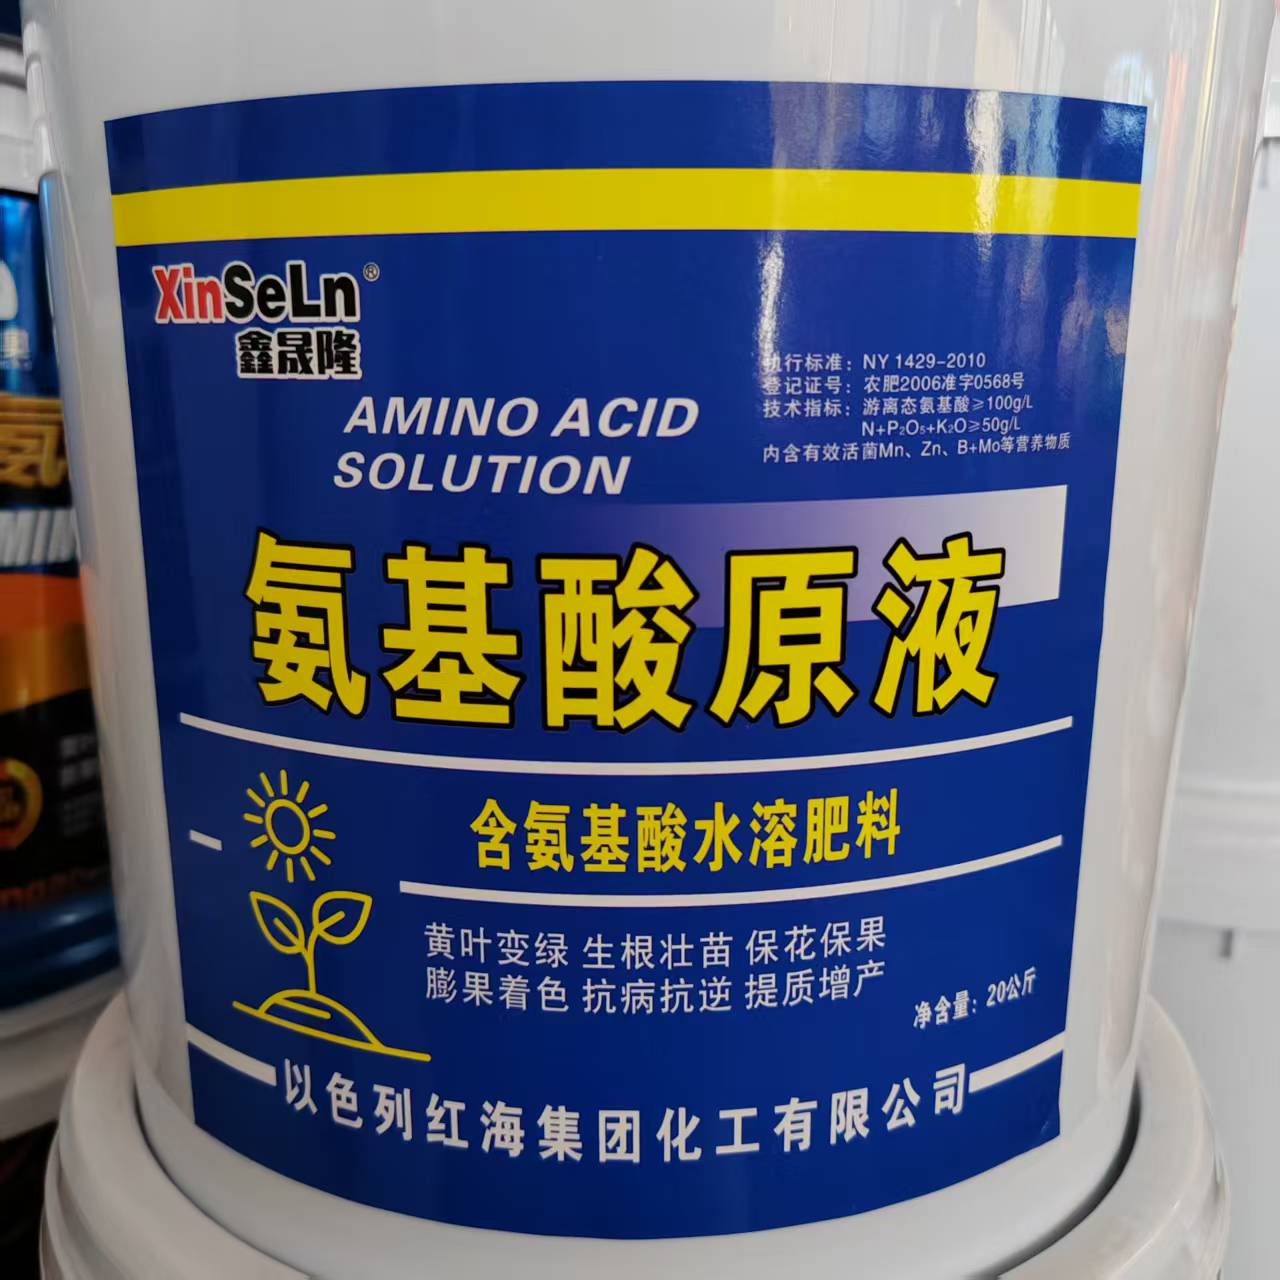 XinSeLn®
鑫晟隆
AMINO ACID
SOLUTION
执行标准：NY 1429-2010
登记证号：农肥2006准字0568号
技术指标：游离态氨基酸≥100g/L
N+P₂O₅+K₂O≥50g/L
内含有效活菌Mn、Zn、B+Mo等营养物质
氨基酸原液
含氨基酸水溶肥料
黄叶变绿 生根壮苗 保花保果
膨果着色 抗病抗逆 提质增产
净含量：20公斤
以色列红海集团化工有限公司
氨